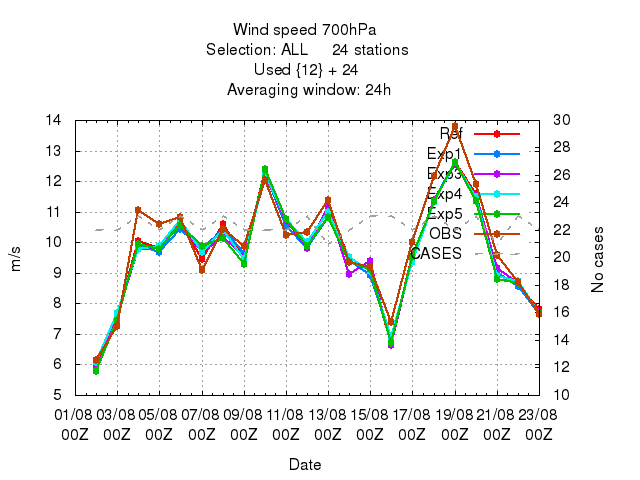 Wind speed 700hPa
Selection: ALL 24 stations
Used {12} + 24
Averaging window: 24h
14
13
12
11
10
9
8
7
6
5
m/s
30
28
26
24
22
20
18
16
14
12
10
No cases
Ref
Exp1
Exp3
Exp4
Exp5
OBS
CASES
01/08 03/08 05/08 07/08 09/08 11/08 13/08 15/08 17/08 19/08 21/08 23/08
00Z 00Z 00Z 00Z 00Z 00Z 00Z 00Z 00Z 00Z 00Z 00Z
Date